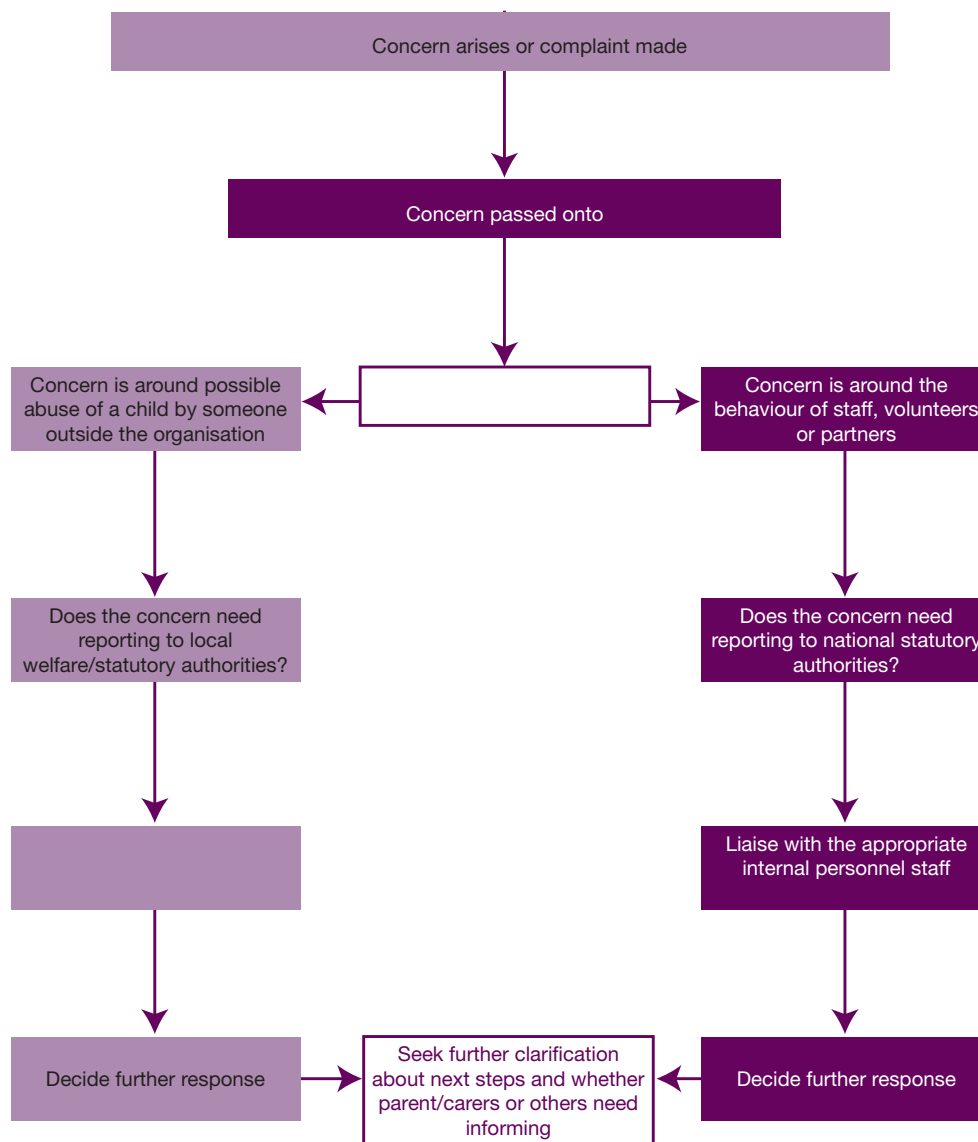 Concern arises or complaint made
Concern passed onto
Concern is around possible
abuse of a child by someone
outside the organisation
Concern is around the
behaviour of staff, volunteers
or partners
Does the concern need
reporting to local
welfare/statutory authorities?
Does the concern need
reporting to national statutory
authorities?
Liaise with the appropriate
internal personnel staff
Decide further response
Seek further clarification
about next steps and whether
parent/carers or others need
informing
Decide further response